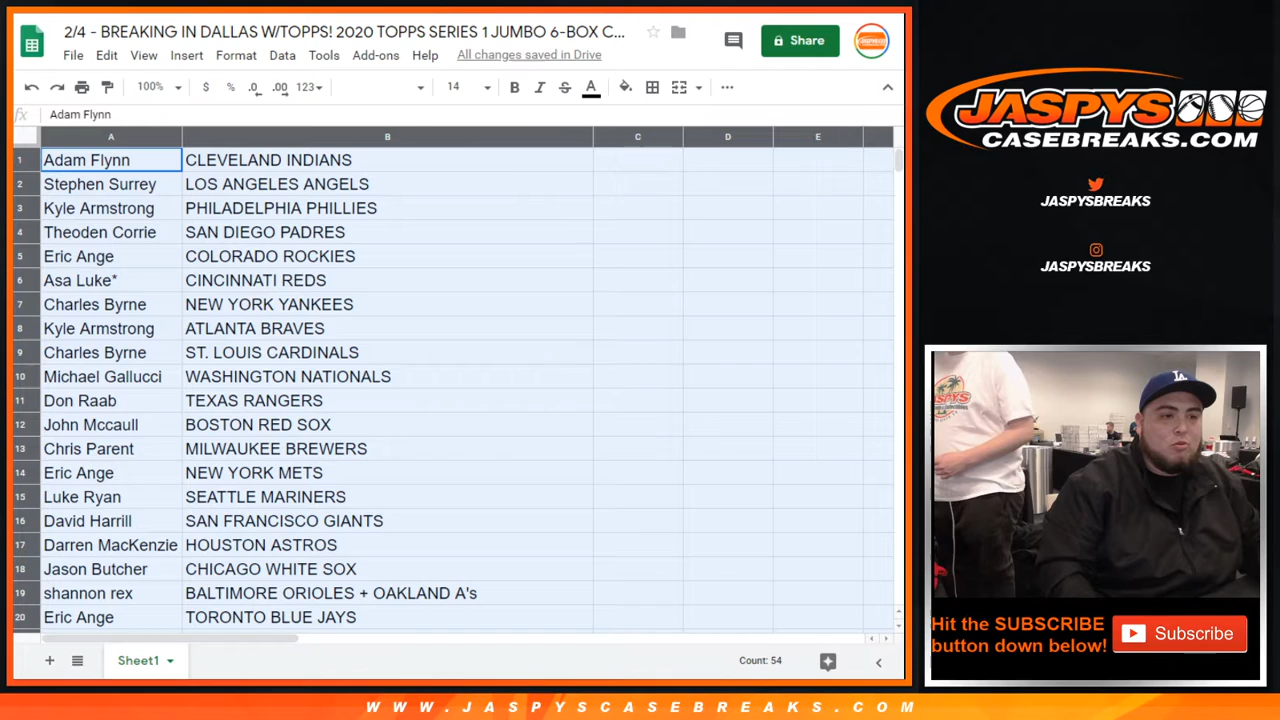 2/4 - BREAKING IN DALLAS W/TOPPS! 2020 TOPPS SERIES 1 JUMBO 6-BOX C...
File Edit View Insert Format Data Tools Add-ons Help All changes saved in Drive
Share
100% $ % .0 .00 123 14 B I S A
fx Adam Flynn
A B C D E
1 Adam Flynn CLEVELAND INDIANS
2 Stephen Surrey LOS ANGELES ANGELS
3 Kyle Armstrong PHILADELPHIA PHILLIES
4 Theoden Corrie SAN DIEGO PADRES
5 Eric Ange COLORADO ROCKIES
6 Asa Luke* CINCINNATI REDS
7 Charles Byrne NEW YORK YANKEES
8 Kyle Armstrong ATLANTA BRAVES
9 Charles Byrne ST. LOUIS CARDINALS
10 Michael Gallucci WASHINGTON NATIONALS
11 Don Raab TEXAS RANGERS
12 John Mccaull BOSTON RED SOX
13 Chris Parent MILWAUKEE BREWERS
14 Eric Ange NEW YORK METS
15 Luke Ryan SEATTLE MARINERS
16 David Harrill SAN FRANCISCO GIANTS
17 Darren MacKenzie HOUSTON ASTROS
18 Jason Butcher CHICAGO WHITE SOX
19 shannon rex BALTIMORE ORIOLES + OAKLAND A's
20 Eric Ange TORONTO BLUE JAYS
Sheet1
Count: 54
JASPYS
CASEBREAKS.COM
JASPYSBREAKS
JASPYSBREAKS
LA
JASPYS
Hit the SUBSCRIBE
button down below!
Subscribe
WWW.JASPYSCASEBREAKS.COM